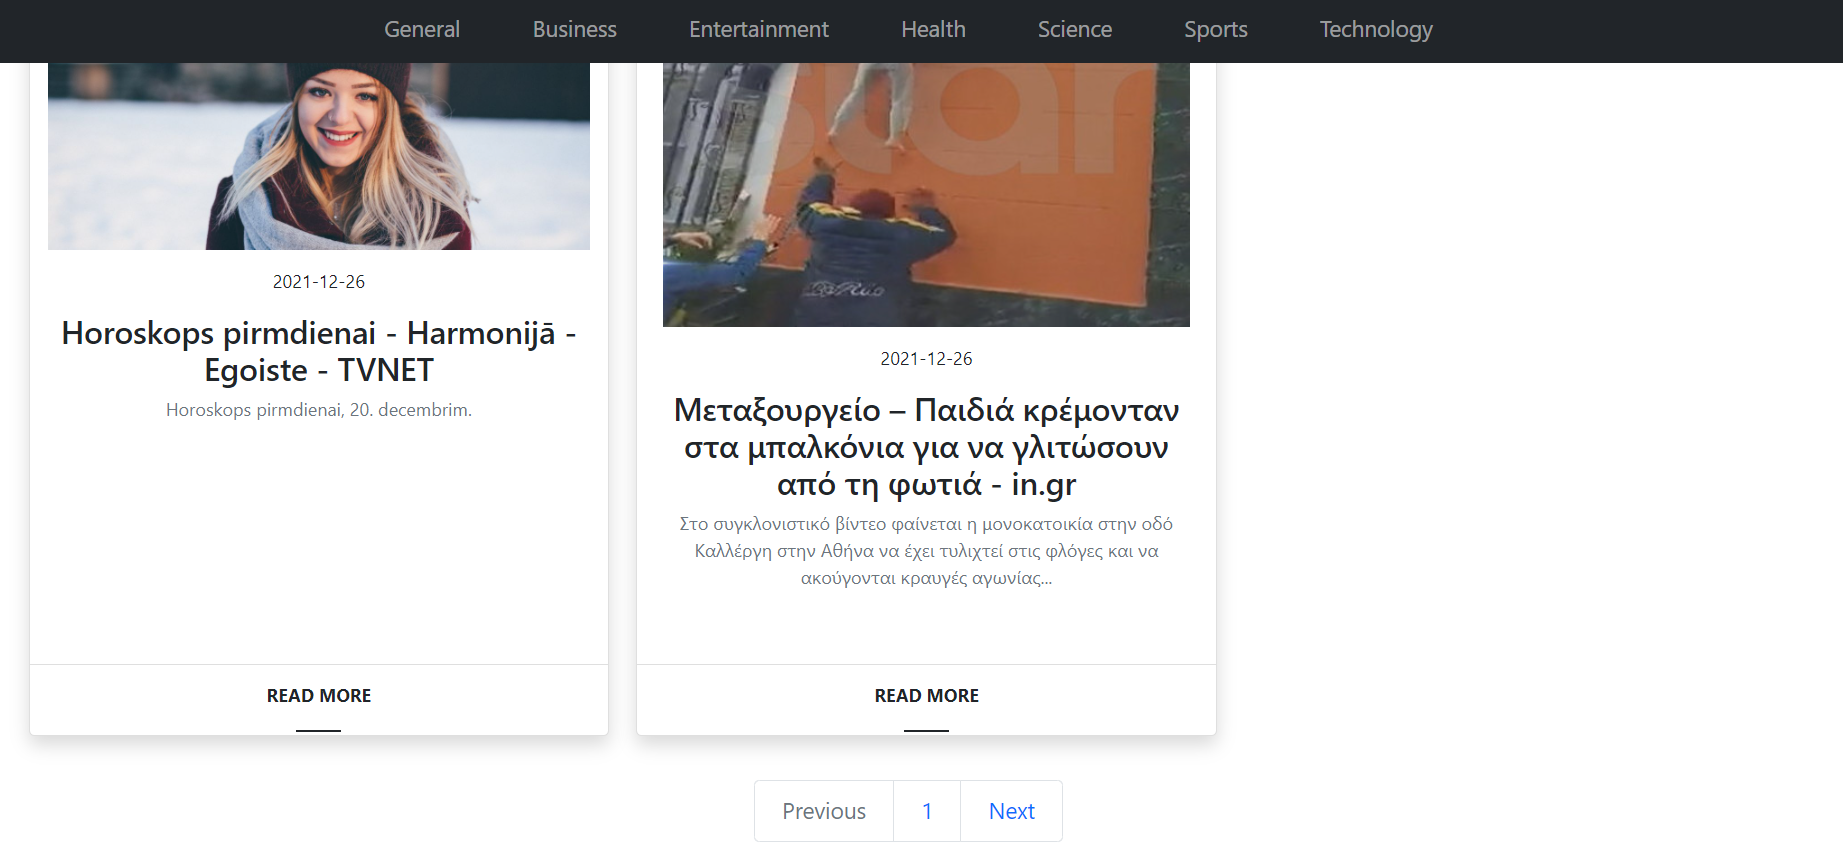 General Business Entertainment Health Science Sports Technology
star
2021-12-26
Horoskops pirmdienai - Harmonijā -
Egoiste - TVNET
Horoskops pirmdienai, 20. decembrim.
READ MORE
2021-12-26
Μεταξουργείο – Παιδιά κρέμονταν
στα μπαλκόνια για να γλιτώσουν
από τη φωτιά - in.gr
Στο συγκλονιστικό βίντεο φαίνεται η μονοκατοικία στην οδό
Καλλέργη στην Αθήνα να έχει τυλιχτεί στις φλόγες και να
ακούγονται κραυγές αγωνίας...
READ MORE
Previous 1 Next